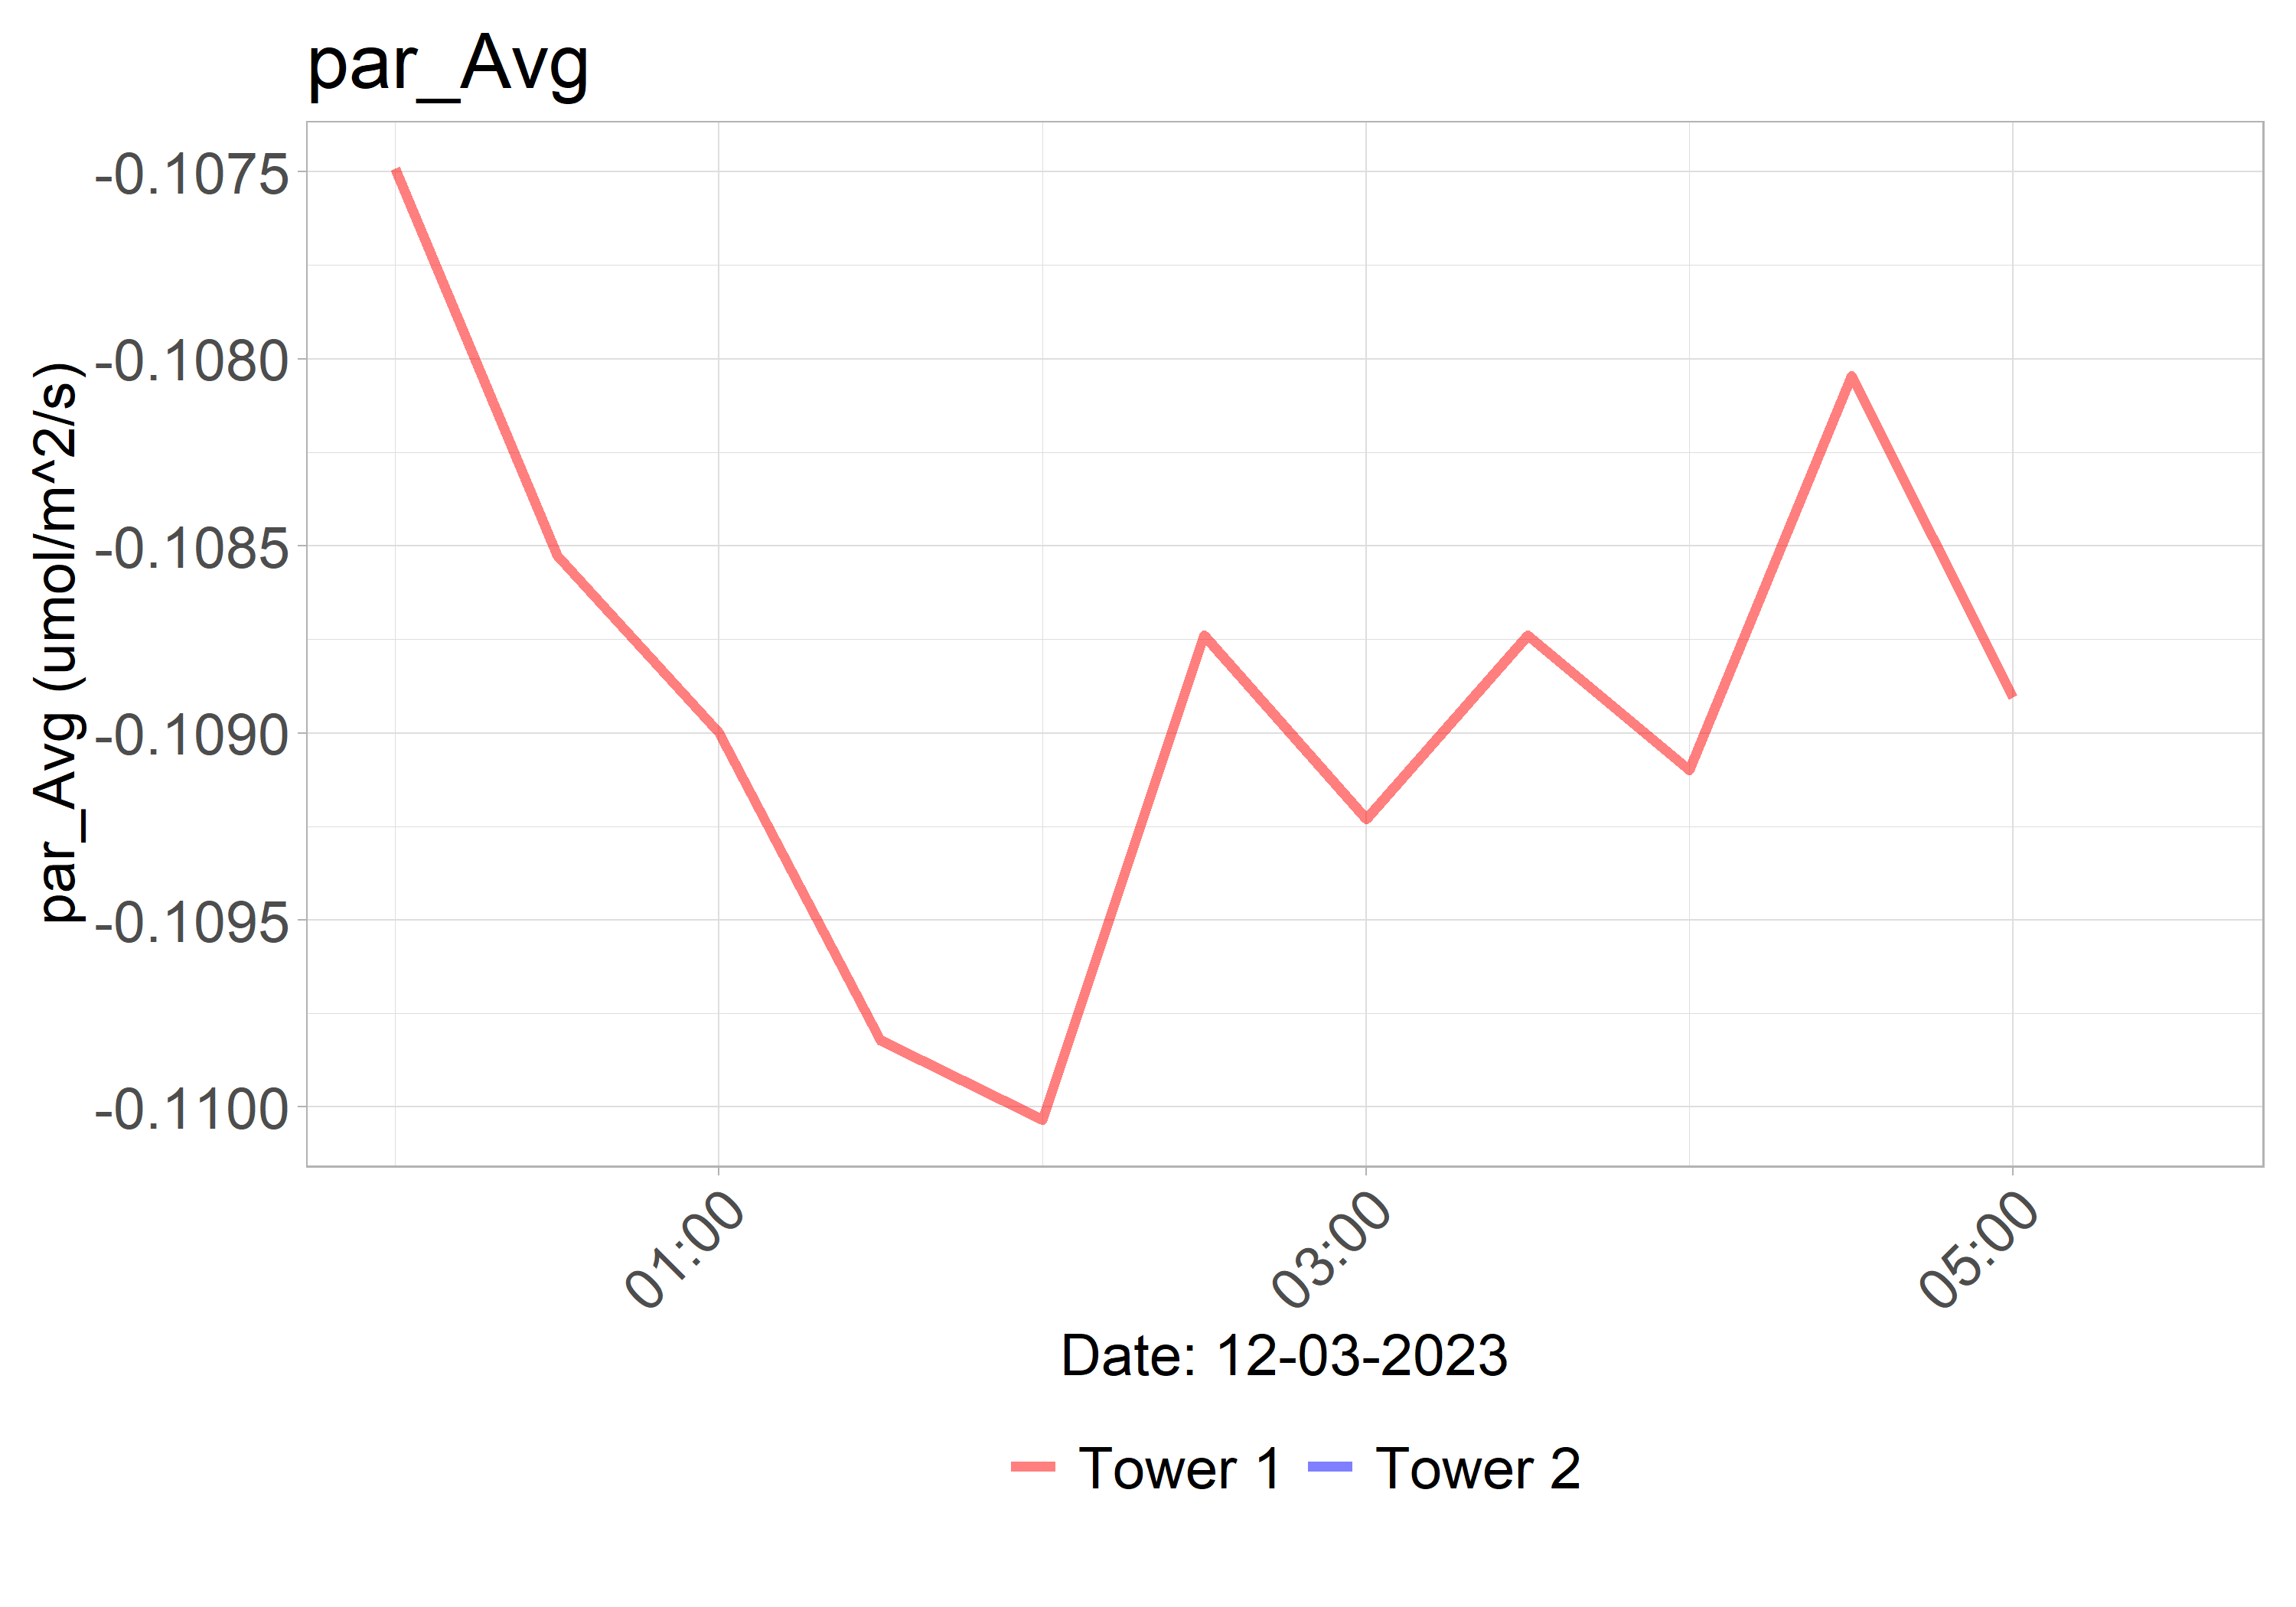 par_Avg
par_Avg (umol/m^2/s)
-0.1075
-0.1080
-0.1085
-0.1090
-0.1095
-0.1100
01:00
03:00
05:00
Date: 12-03-2023
Tower 1
Tower 2